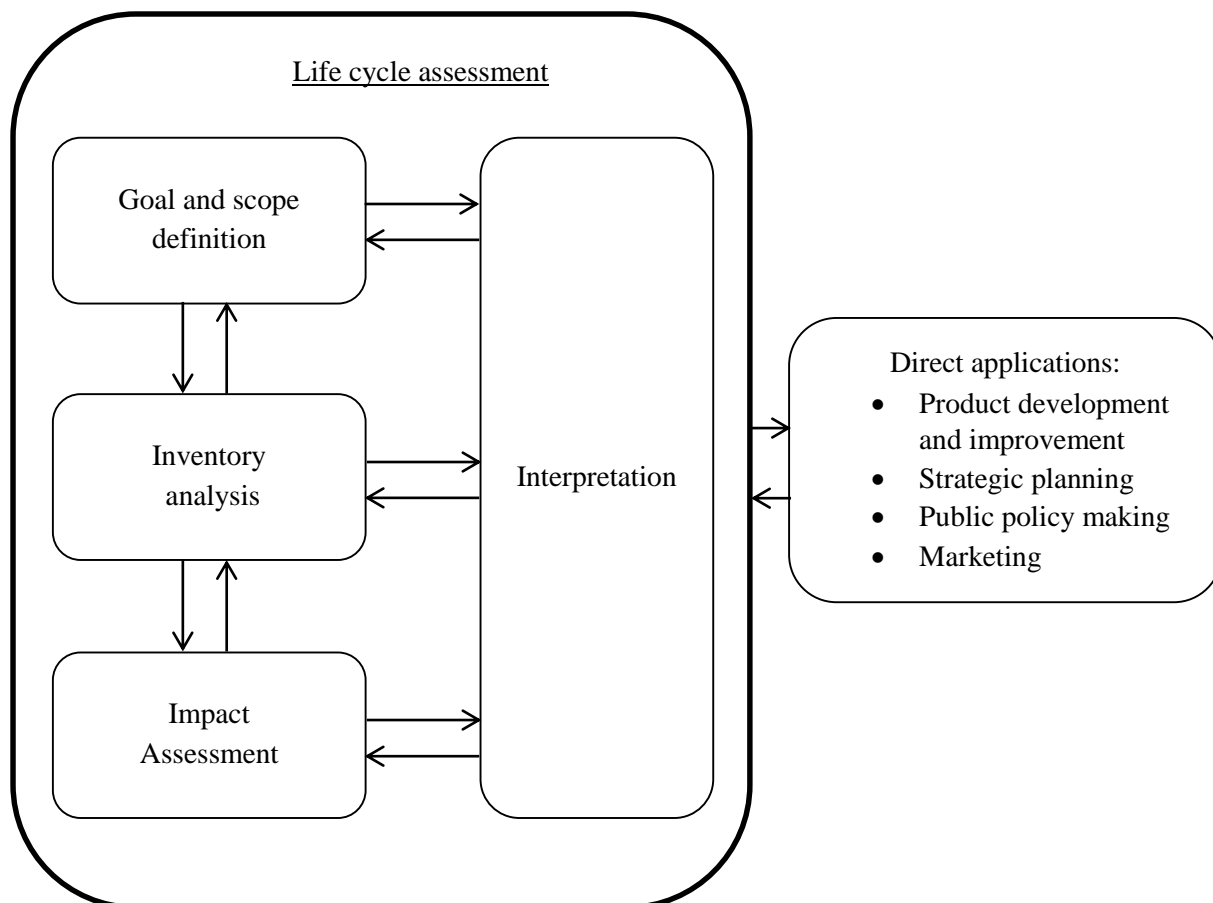 Life cycle assessment
Goal and scope
definition
Inventory
analysis
Impact
Assessment
Interpretation
Direct applications:
• Product development
and improvement
• Strategic planning
• Public policy making
• Marketing